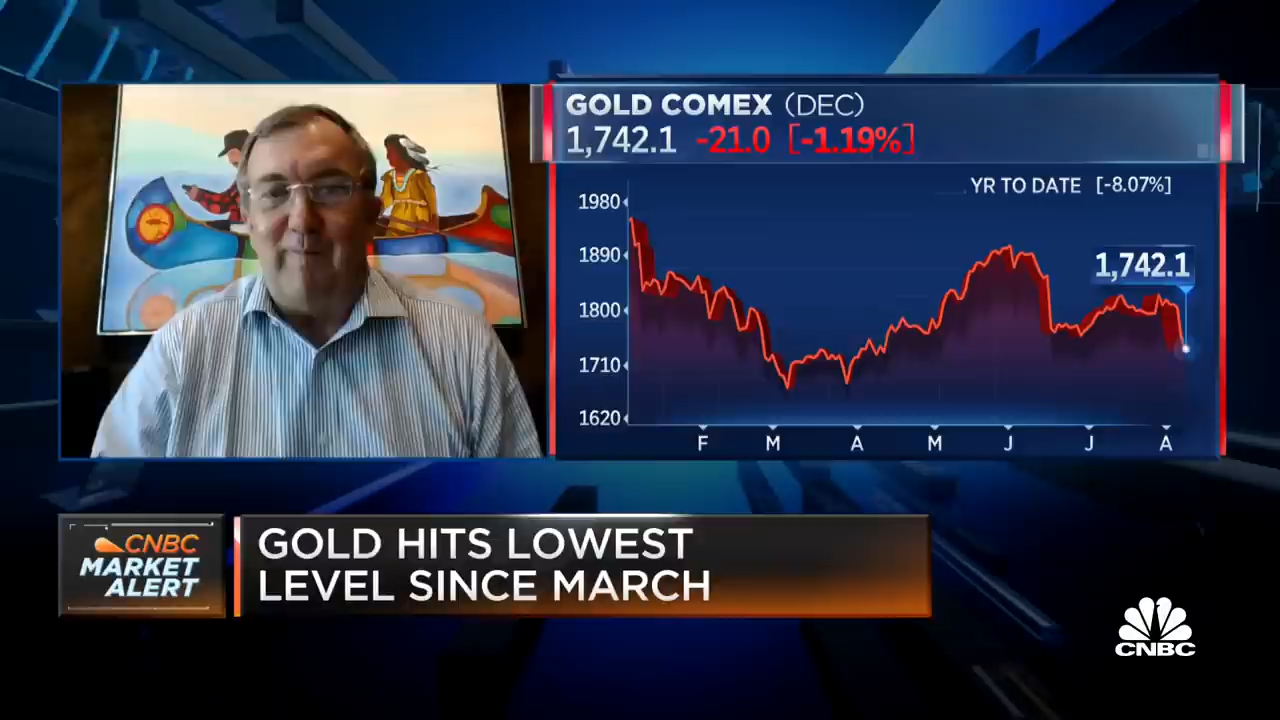 GOLD COMEX (DEC)
1,742.1 -21.0 [-1.19%]
YR TO DATE [-8.07%]
1980
1890
1800
1710
1620
1,742.1
F M A M J J A
CNBC
MARKET
ALERT
GOLD HITS LOWEST
LEVEL SINCE MARCH
CNBC